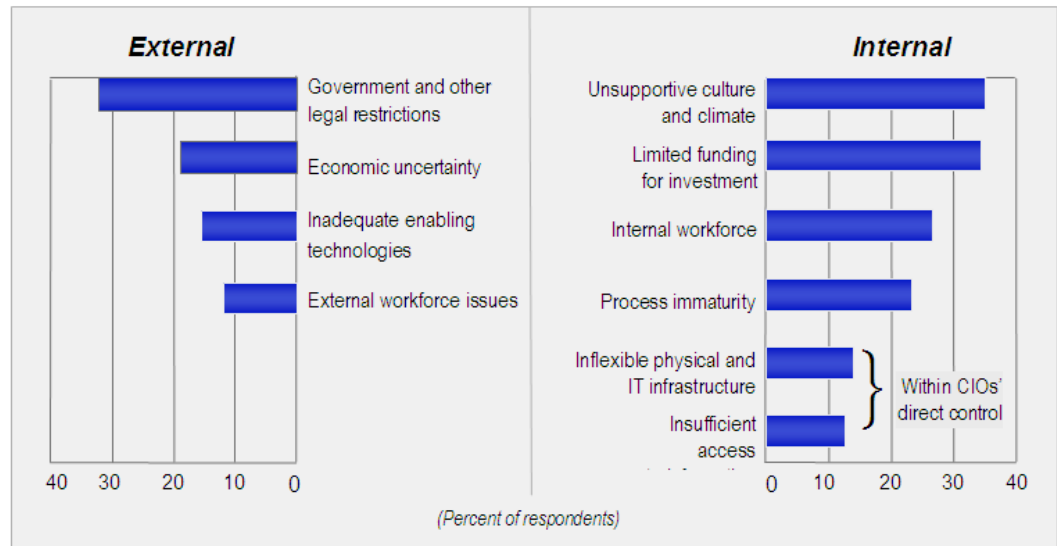 External
Government and other
legal restrictions
Economic uncertainty
Inadequate enabling
technologies
External workforce issues
40 30 20 10 0
Internal
Unsupportive culture
and climate
Limited funding
for investment
Internal workforce
Process immaturity
Inflexible physical and
IT infrastructure
Insufficient
access
}
Within CIOs'
direct control
0 10 20 30 40
(Percent of respondents)